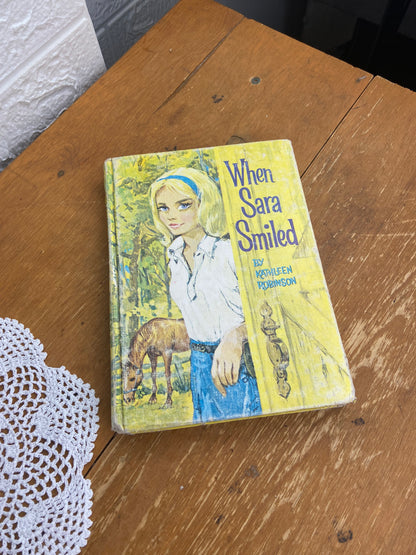 When
Sara
Smiled
BY
KATHLEEN
ROBINSON